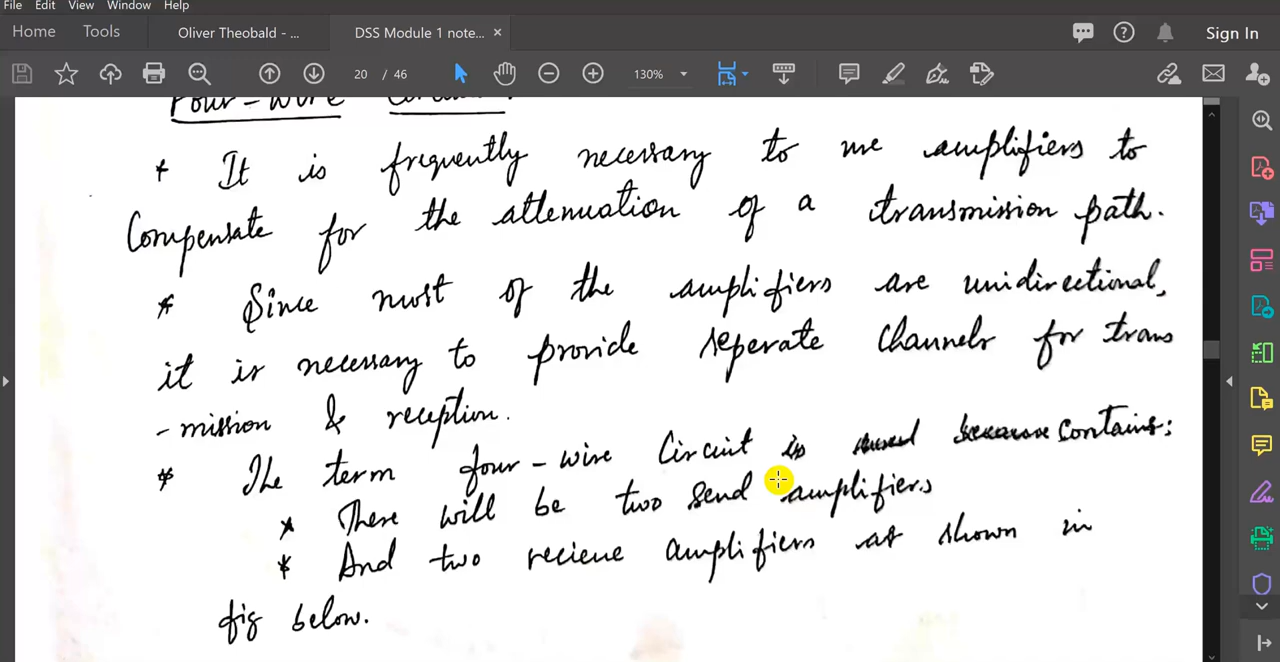 File Edit View Window Help
Home Tools Oliver Theobald - ... DSS Module 1 note... × Sign In
20 / 46 130%
Four-wire
* It is frequently necessary to use amplifiers to
Compensate for the attenuation of a transmission path.
* Since most of the amplifiers are unidirectional,
it is necessary to provide seperate channels for trans
-mission & reception.
* The term four-wire Circuit is contains:
* There will be two send amplifiers
* And two recieve amplifiers as shown in
fig below.